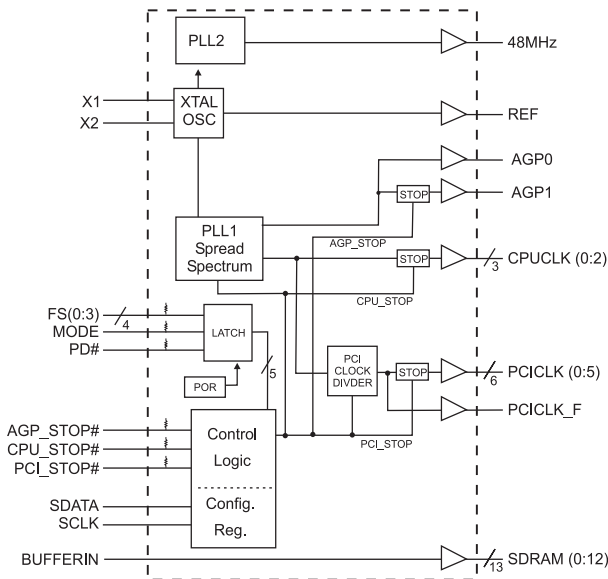 PLL2
48MHz
X1
X2
XTAL
OSC
REF
AGP0
STOP
AGP1
AGP_STOP
PLL1
Spread
Spectrum
STOP
CPUCLK (0:2)
3
CPU_STOP
FS(0:3)
4
MODE
PD#
LATCH
5
POR
PCI
CLOCK
DIVDER
STOP
PCICLK (0:5)
6
PCICLK_F
PCI_STOP
AGP_STOP#
CPU_STOP#
PCI_STOP#
Control
Logic
SDATA
SCLK
Config.
Reg.
BUFFERIN
SDRAM (0:12)
13